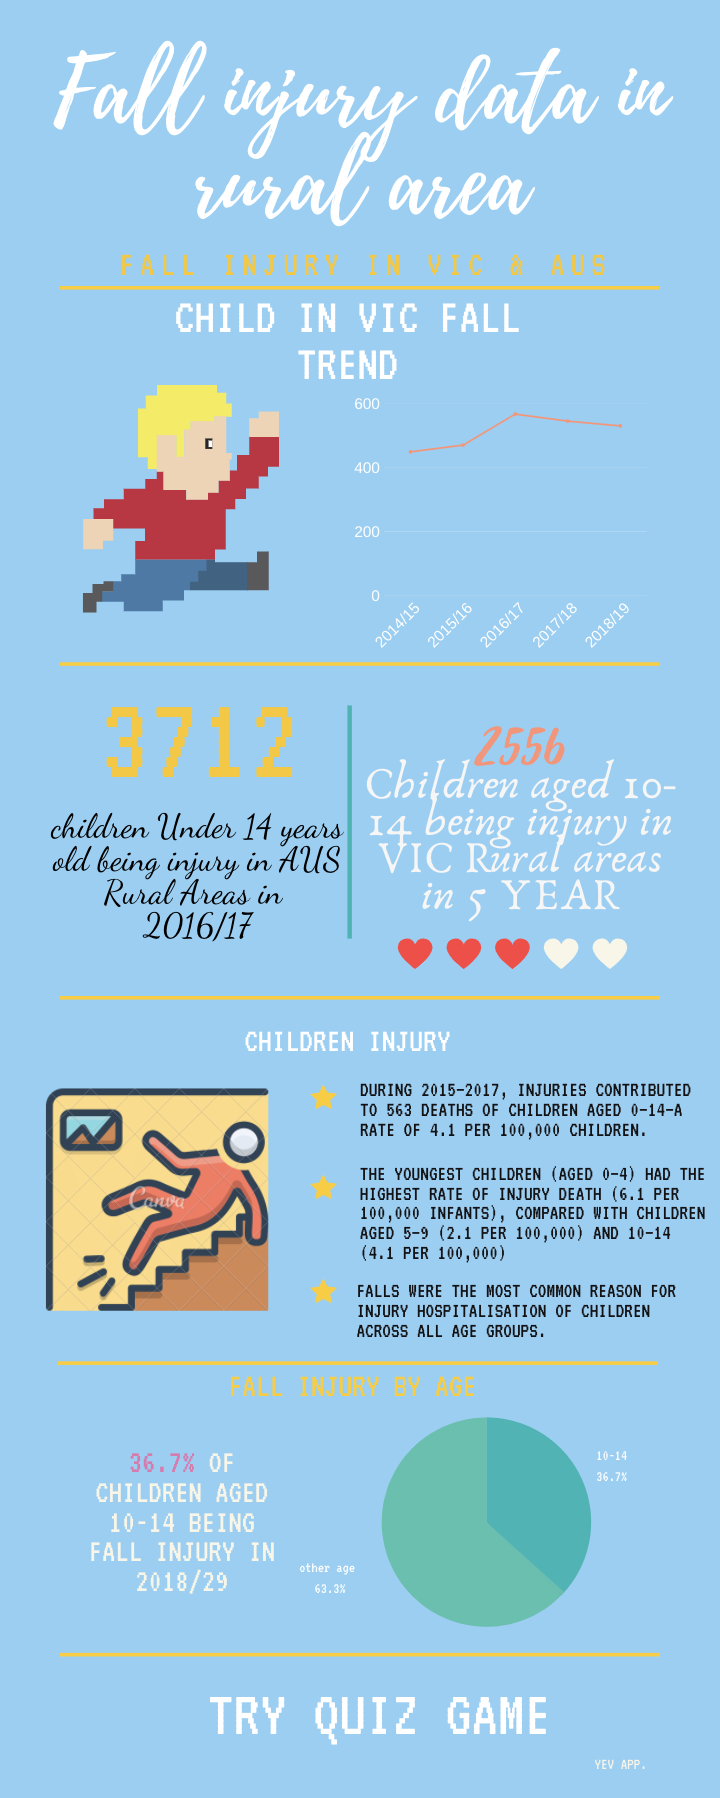 Fall injury data in
rural area
FALL INJURY IN VIC & AUS
CHILD IN VIC FALL
TREND
600
400
200
0
2014/15
2015/16
2016/17
2017/18
2018/19
3712
children Under 14 years
old being injury in AUS
Rural Areas in
2016/17
2556
Children aged 10-
14 being injury in
VIC Rural areas
in 5 YEAR
CHILDREN INJURY
DURING 2015-2017, INJURIES CONTRIBUTED
TO 563 DEATHS OF CHILDREN AGED 0-14-A
RATE OF 4.1 PER 100,000 CHILDREN.
THE YOUNGEST CHILDREN (AGED 0-4) HAD THE
HIGHEST RATE OF INJURY DEATH (6.1 PER
100,000 INFANTS), COMPARED WITH CHILDREN
AGED 5-9 (2.1 PER 100,000) AND 10-14
(4.1 PER 100,000)
Canva
FALLS WERE THE MOST COMMON REASON FOR
INJURY HOSPITALISATION OF CHILDREN
ACROSS ALL AGE GROUPS.
FALL INJURY BY AGE
36.7% OF
CHILDREN AGED
10-14 BEING
FALL INJURY IN
2018/29
10-14
36.7%
other age
63.3%
TRY QUIZ GAME
YEV APP.